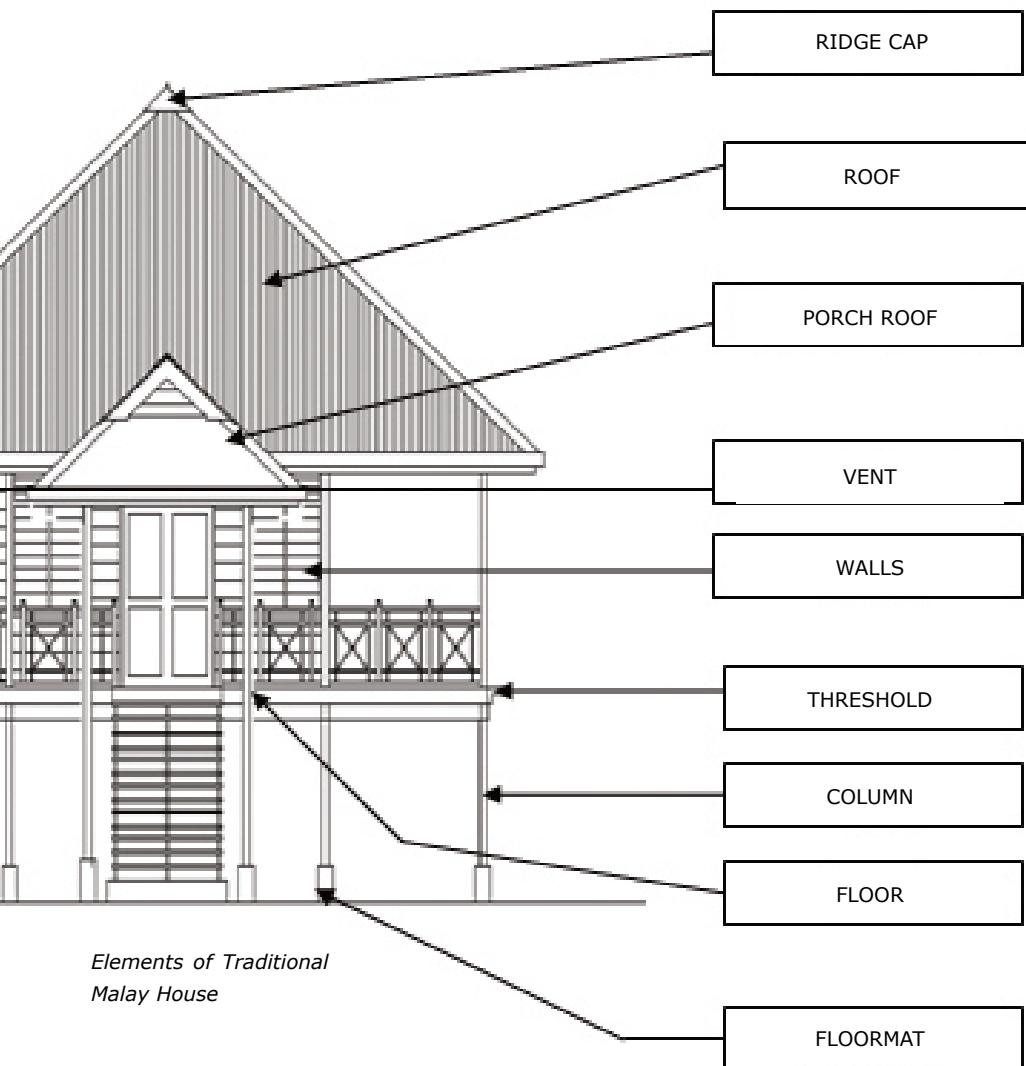 RIDGE CAP
ROOF
PORCH ROOF
VENT
WALLS
THRESHOLD
COLUMN
FLOOR
Elements of Traditional
Malay House
FLOORMAT